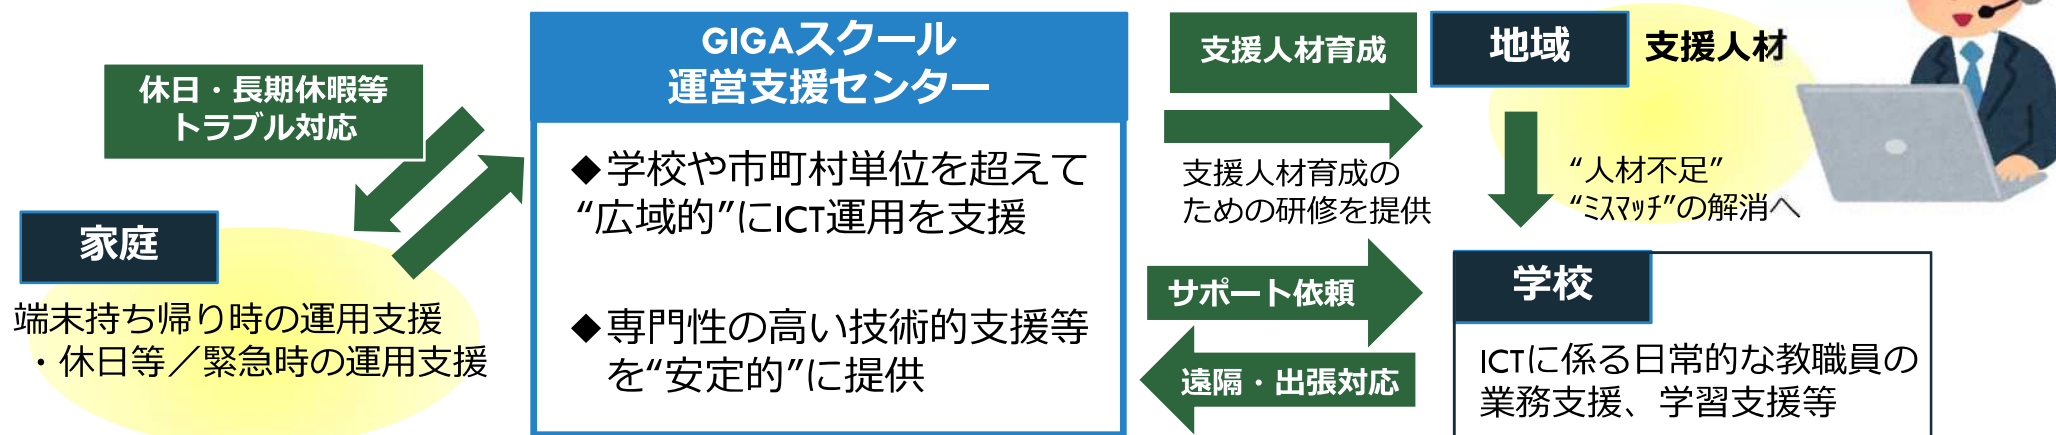 休日・長期休暇等
トラブル対応
家庭
端末持ち帰り時の運用支援
・休日等／緊急時の運用支援
GIGAスクール
運営支援センター
◆学校や市町村単位を超えて
“広域的”にICT運用を支援
◆専門性の高い技術的支援等
を“安定的”に提供
支援人材育成
支援人材育成の
ための研修を提供
地域
支援人材
“人材不足”
“ﾐｽﾏｯﾁ”の解消へ
サポート依頼
遠隔・出張対応
学校
ICTに係る日常的な教職員の
業務支援、学習支援等